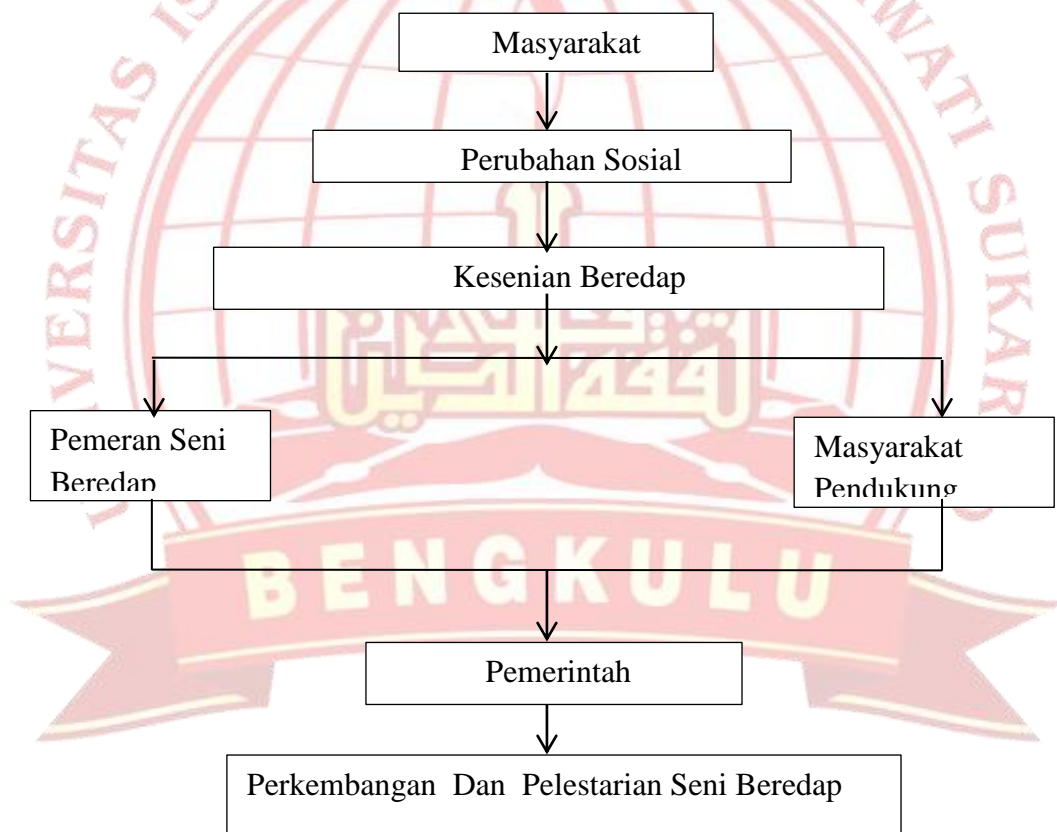 Masyarakat
Perubahan Sosial
Kesenian Beredap
Pemeran Seni
Beredap
Masyarakat
Pendukung
BENGKULU
Pemerintah
Perkembangan Dan Pelestarian Seni Beredap